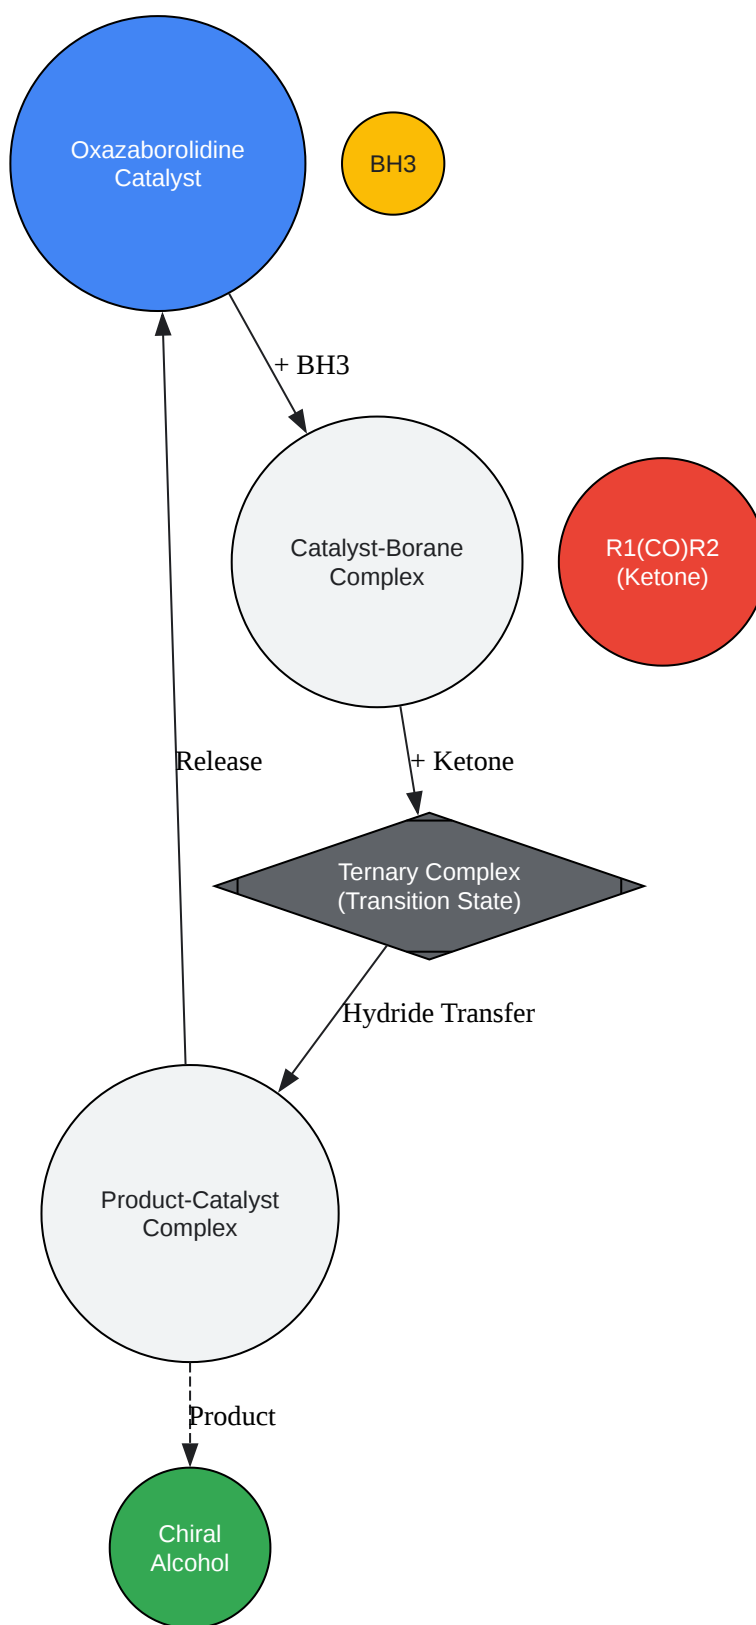 Oxazaborolidine
Catalyst
BH3
+ BH3
Catalyst-Borane
Complex
R1(CO)R2
(Ketone)
Release
+ Ketone
Ternary Complex
(Transition State)
Hydride Transfer
Product-Catalyst
Complex
Product
Chiral
Alcohol